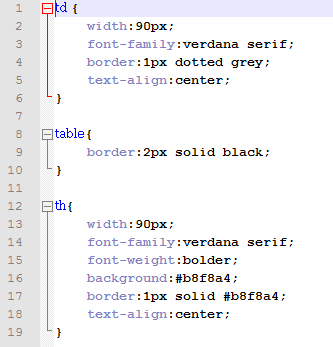 1 td {
2 width:90px;
3 font-family:verdana serif;
4 border:1px dotted grey;
5 text-align:center;
6 }
7
8 table{
9 border:2px solid black;
10 }
11
12 th{
13 width:90px;
14 font-family:verdana serif;
15 font-weight:bolder;
16 background:#b8f8a4;
17 border:1px solid #b8f8a4;
18 text-align:center;
19 }